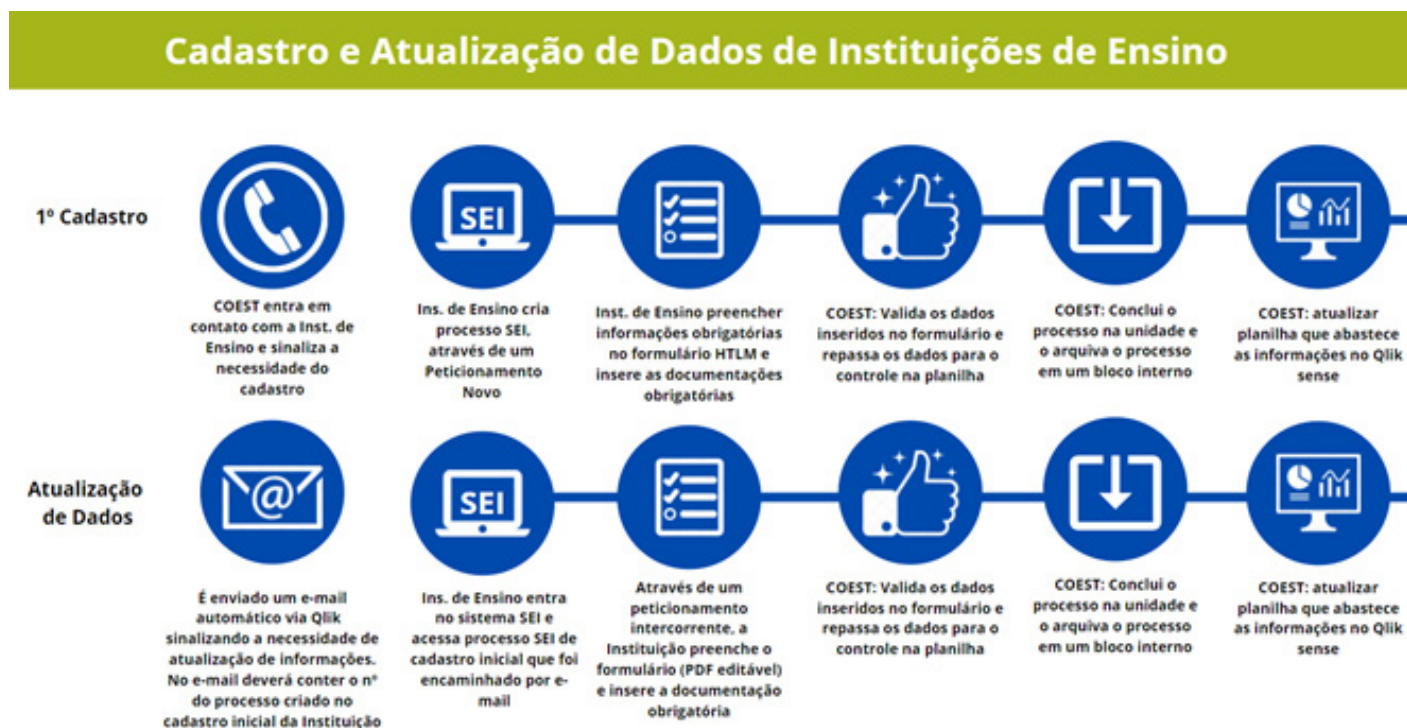 Cadastro e Atualização de Dados de Instituições de Ensino
1º Cadastro
SEI
COEST entra em
contato com a Inst. de
Ensino e sinaliza a
necessidade do
cadastro
Ins. de Ensino cria
processo SEI,
através de um
Peticionamento
Novo
Inst. de Ensino preencher
informações obrigatórias
no formulário HTLM e
insere as documentações
obrigatórias
COEST: Valida os dados
inseridos no formulário e
repassa os dados para o
controle na planilha
COEST: Conclui o
processo na unidade e
o arquiva o processo
em um bloco interno
COEST: atualizar
planilha que abastece
as informações no Qlik
sense
Atualização
de Dados
@
SEI
É enviado um e-mail
automático via Qlik
sinalizando a necessidade de
atualização de informações.
No e-mail deverá conter o nº
do processo criado no
cadastro inicial da Instituição
Ins. de Ensino entra
no sistema SEI e
acessa processo SEI de
cadastro inicial que foi
encaminhado por e-
mail
Através de um
peticionamento
intercorrente, a
Instituição preenche o
formulário (PDF editável)
e insere a documentação
obrigatória
COEST: Valida os dados
inseridos no formulário e
repassa os dados para o
controle na planilha
COEST: Conclui o
processo na unidade e
o arquiva o processo
em um bloco interno
COEST: atualizar
planilha que abastece
as informações no Qlik
sense